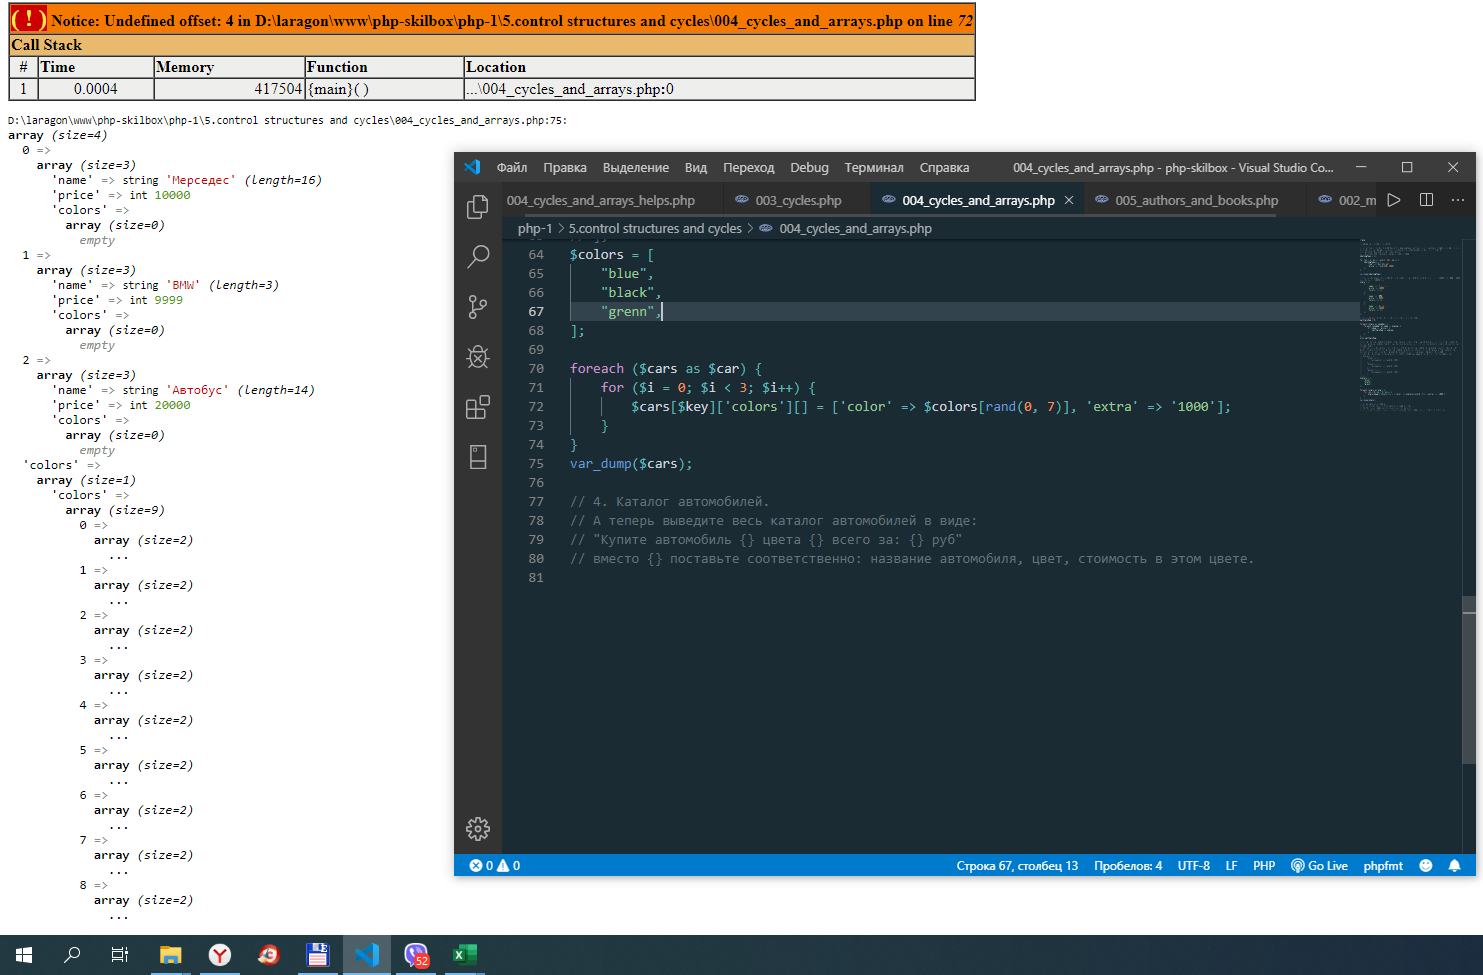 ( ! ) Notice: Undefined offset: 4 in D:\laragon\www\php-skilbox\php-1\5.control structures and cycles\004_cycles_and_arrays.php on line 72
Call Stack
# Time Memory Function Location
1 0.0004 417504 {main}( ) ...\004_cycles_and_arrays.php:0
D:\laragon\www\php-skilbox\php-1\5.control structures and cycles\004_cycles_and_arrays.php:75:
array (size=4)
0 =>
array (size=3)
'name' => string 'Мерседес' (length=16)
'price' => int 10000
'colors' =>
array (size=0)
empty
1 =>
array (size=3)
'name' => string 'BMW' (length=3)
'price' => int 9999
'colors' =>
array (size=0)
empty
2 =>
array (size=3)
'name' => string 'Автобус' (length=14)
'price' => int 20000
'colors' =>
array (size=0)
empty
'colors' =>
array (size=1)
'colors' =>
array (size=9)
0 =>
array (size=2)
...
1 =>
array (size=2)
...
2 =>
array (size=2)
...
3 =>
array (size=2)
...
4 =>
array (size=2)
...
5 =>
array (size=2)
...
6 =>
array (size=2)
...
7 =>
array (size=2)
...
8 =>
array (size=2)
...
Файл Правка Выделение Вид Переход Debug Терминал Справка 004_cycles_and_arrays.php - php-skilbox - Visual Studio Co...
004_cycles_and_arrays_helps.php 003_cycles.php 004_cycles_and_arrays.php 005_authors_and_books.php 002_m
php-1 > 5.control structures and cycles > 004_cycles_and_arrays.php
64 $colors = [
65 "blue",
66 "black",
67 "grenn",
68 ];
69
70 foreach ($cars as $car) {
71 for ($i = 0; $i < 3; $i++) {
72 $cars[$key]['colors'][] = ['color' => $colors[rand(0, 7)], 'extra' => '1000'];
73 }
74 }
75 var_dump($cars);
76
77 // 4. Каталог автомобилей.
78 // А теперь выведите весь каталог автомобилей в виде:
79 // "Купите автомобиль {} цвета {} всего за: {} руб"
80 // вместо {} поставьте соответственно: название автомобиля, цвет, стоимость в этом цвете.
81
0 0 Строка 67, столбец 13 Пробелов: 4 UTF-8 LF PHP Go Live phpfmt
52